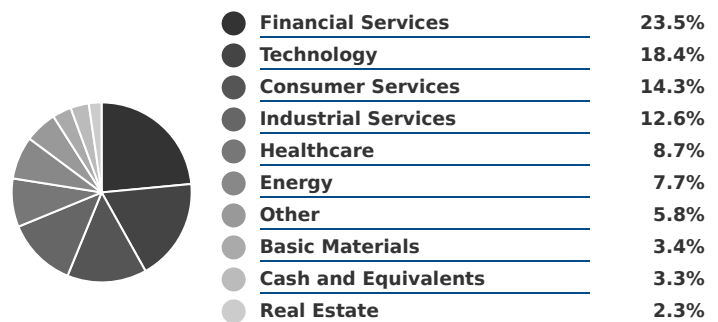 Financial Services 23.5%
Technology 18.4%
Consumer Services 14.3%
Industrial Services 12.6%
Healthcare 8.7%
Energy 7.7%
Other 5.8%
Basic Materials 3.4%
Cash and Equivalents 3.3%
Real Estate 2.3%